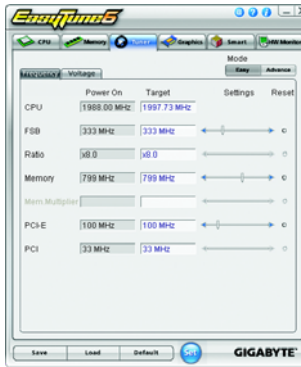 EasyTune6
CPU Memory Tuner Graphics Smart HW Monitor
Mode
Frequency Voltage Easy Advance
Power On Target Settings Reset
CPU 1988.00 MHz 1997.73 MHz
FSB 333 MHz 333 MHz
Ratio x8.0 x8.0
Memory 799 MHz 799 MHz
Mem.Multiplier
PCI-E 100 MHz 100 MHz
PCI 33 MHz 33 MHz
Save Load Default Set GIGABYTE